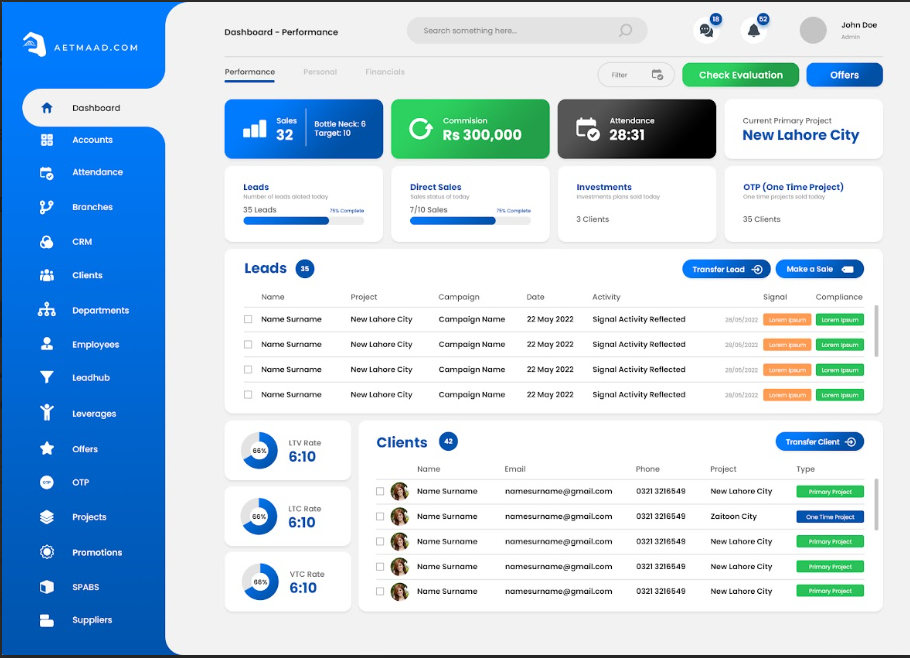 AETMAAD.COM
Dashboard
Accounts
Attendance
Branches
CRM
Clients
Departments
Employees
Leadhub
Leverages
Offers
OTP
Projects
Promotions
SPABS
Suppliers
Dashboard - Performance
Search something here...
18
52
John Doe
Admin
Performance Personal Financials
Filter
Check Evaluation
Offers
Sales
32
Bottle Neck: 6
Target: 10
Commision
Rs 300,000
Attendance
28:31
Current Primary Project
New Lahore City
Leads
Number of leads alloted today
35 Leads 75% Complete
Direct Sales
Sales status of today
7/10 Sales 75% Complete
Investments
Investments plans sold today
3 Clients
OTP (One Time Project)
One time projects sold today
35 Clients
Leads 35
Transfer Lead Make a Sale
Name Project Campaign Date Activity Signal Compliance
Name Surname New Lahore City Campaign Name 22 May 2022 Signal Activity Reflected 28/05/2022 Lorem Ipsum Lorem Ipsum
Name Surname New Lahore City Campaign Name 22 May 2022 Signal Activity Reflected 28/05/2022 Lorem Ipsum Lorem Ipsum
Name Surname New Lahore City Campaign Name 22 May 2022 Signal Activity Reflected 28/05/2022 Lorem Ipsum Lorem Ipsum
Name Surname New Lahore City Campaign Name 22 May 2022 Signal Activity Reflected 28/05/2022 Lorem Ipsum Lorem Ipsum
66%
LTV Rate
6:10
66%
LTC Rate
6:10
66%
VTC Rate
6:10
Clients 42
Transfer Client
Name Email Phone Project Type
Name Surname namesurname@gmail.com 0321 3216549 New Lahore City Primary Project
Name Surname namesurname@gmail.com 0321 3216549 Zaitoon City One Time Project
Name Surname namesurname@gmail.com 0321 3216549 New Lahore City Primary Project
Name Surname namesurname@gmail.com 0321 3216549 New Lahore City Primary Project
Name Surname namesurname@gmail.com 0321 3216549 New Lahore City Primary Project